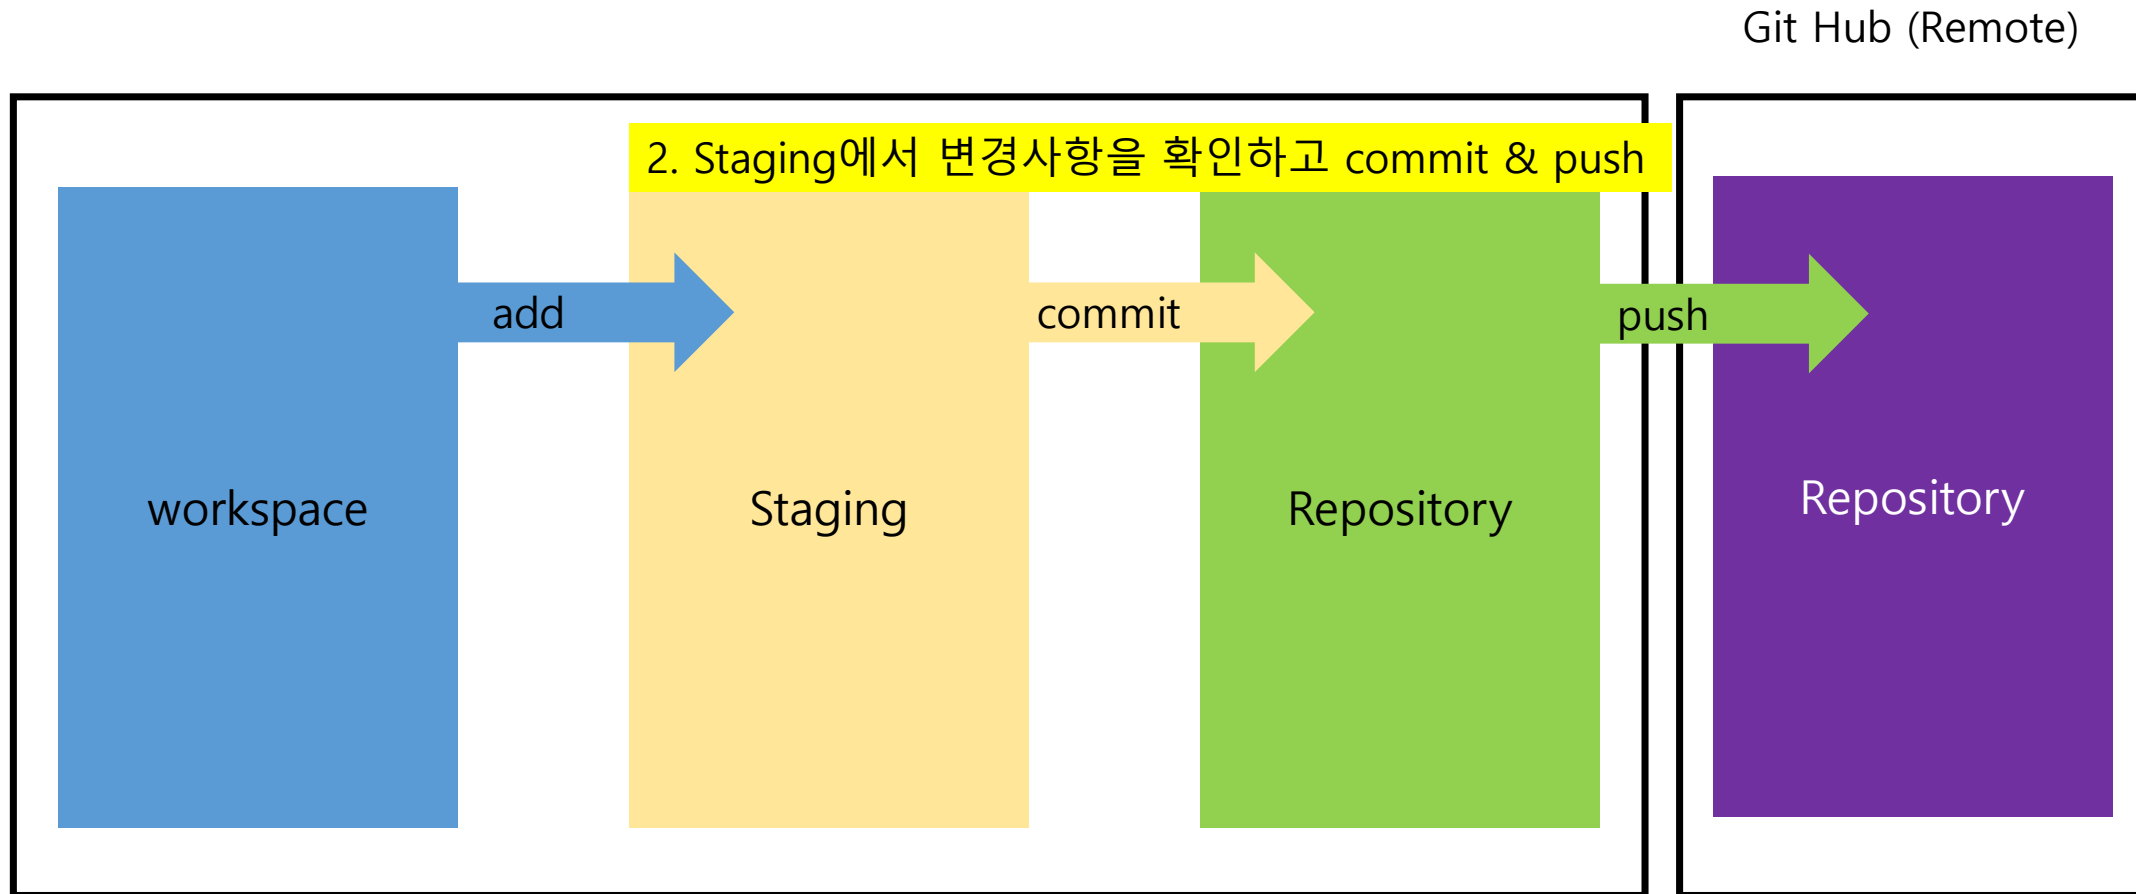 Git Hub (Remote)
2. Staging에서 변경사항을 확인하고 commit & push
add
commit
push
workspace
Staging
Repository
Repository